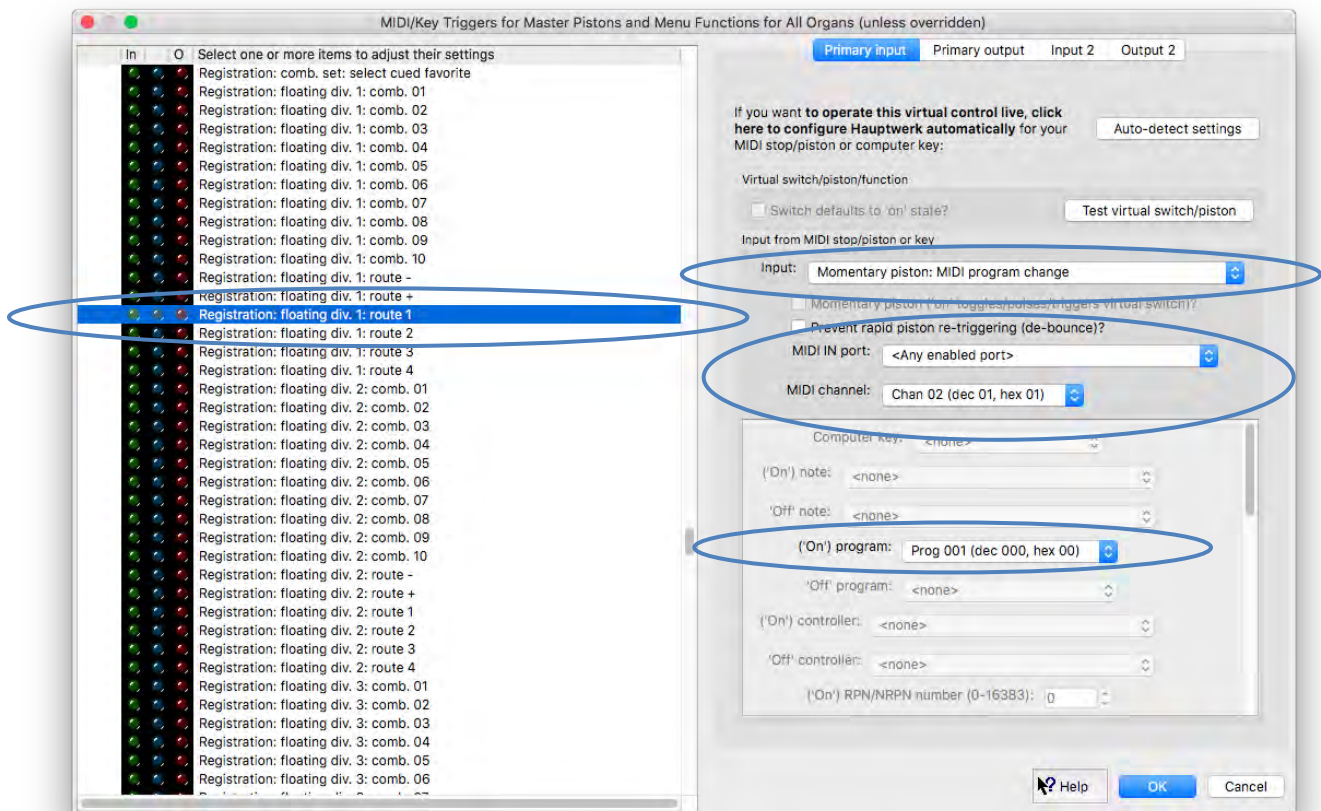 MIDI/Key Triggers for Master Pistons and Menu Functions for All Organs (unless overridden)
In O Select one or more items to adjust their settings
Registration: comb. set: select cued favorite
Registration: floating div. 1: comb. 01
Registration: floating div. 1: comb. 02
Registration: floating div. 1: comb. 03
Registration: floating div. 1: comb. 04
Registration: floating div. 1: comb. 05
Registration: floating div. 1: comb. 06
Registration: floating div. 1: comb. 07
Registration: floating div. 1: comb. 08
Registration: floating div. 1: comb. 09
Registration: floating div. 1: comb. 10
Registration: floating div. 1: route -
Registration: floating div. 1: route +
Registration: floating div. 1: route 1
Registration: floating div. 1: route 2
Registration: floating div. 1: route 3
Registration: floating div. 1: route 4
Registration: floating div. 2: comb. 01
Registration: floating div. 2: comb. 02
Registration: floating div. 2: comb. 03
Registration: floating div. 2: comb. 04
Registration: floating div. 2: comb. 05
Registration: floating div. 2: comb. 06
Registration: floating div. 2: comb. 07
Registration: floating div. 2: comb. 08
Registration: floating div. 2: comb. 09
Registration: floating div. 2: comb. 10
Registration: floating div. 2: route -
Registration: floating div. 2: route +
Registration: floating div. 2: route 1
Registration: floating div. 2: route 2
Registration: floating div. 2: route 3
Registration: floating div. 2: route 4
Registration: floating div. 3: comb. 01
Registration: floating div. 3: comb. 02
Registration: floating div. 3: comb. 03
Registration: floating div. 3: comb. 04
Registration: floating div. 3: comb. 05
Registration: floating div. 3: comb. 06
Primary input Primary output Input 2 Output 2
If you want to operate this virtual control live, click
here to configure Hauptwerk automatically for your
MIDI stop/piston or computer key:
Auto-detect settings
Virtual switch/piston/function
Switch defaults to 'on' state?
Test virtual switch/piston
Input from MIDI stop/piston or key
Input: Momentary piston: MIDI program change
Momentary piston ('on' toggles/pulses/triggers virtual switch)?
Prevent rapid piston re-triggering (de-bounce)?
MIDI IN port: <Any enabled port>
MIDI channel: Chan 02 (dec 01, hex 01)
Computer key: <none>
('On') note: <none>
'Off' note: <none>
('On') program: Prog 001 (dec 000, hex 00)
'Off' program: <none>
('On') controller: <none>
'Off' controller: <none>
('On') RPN/NRPN number (0-16383): 0
Help OK Cancel